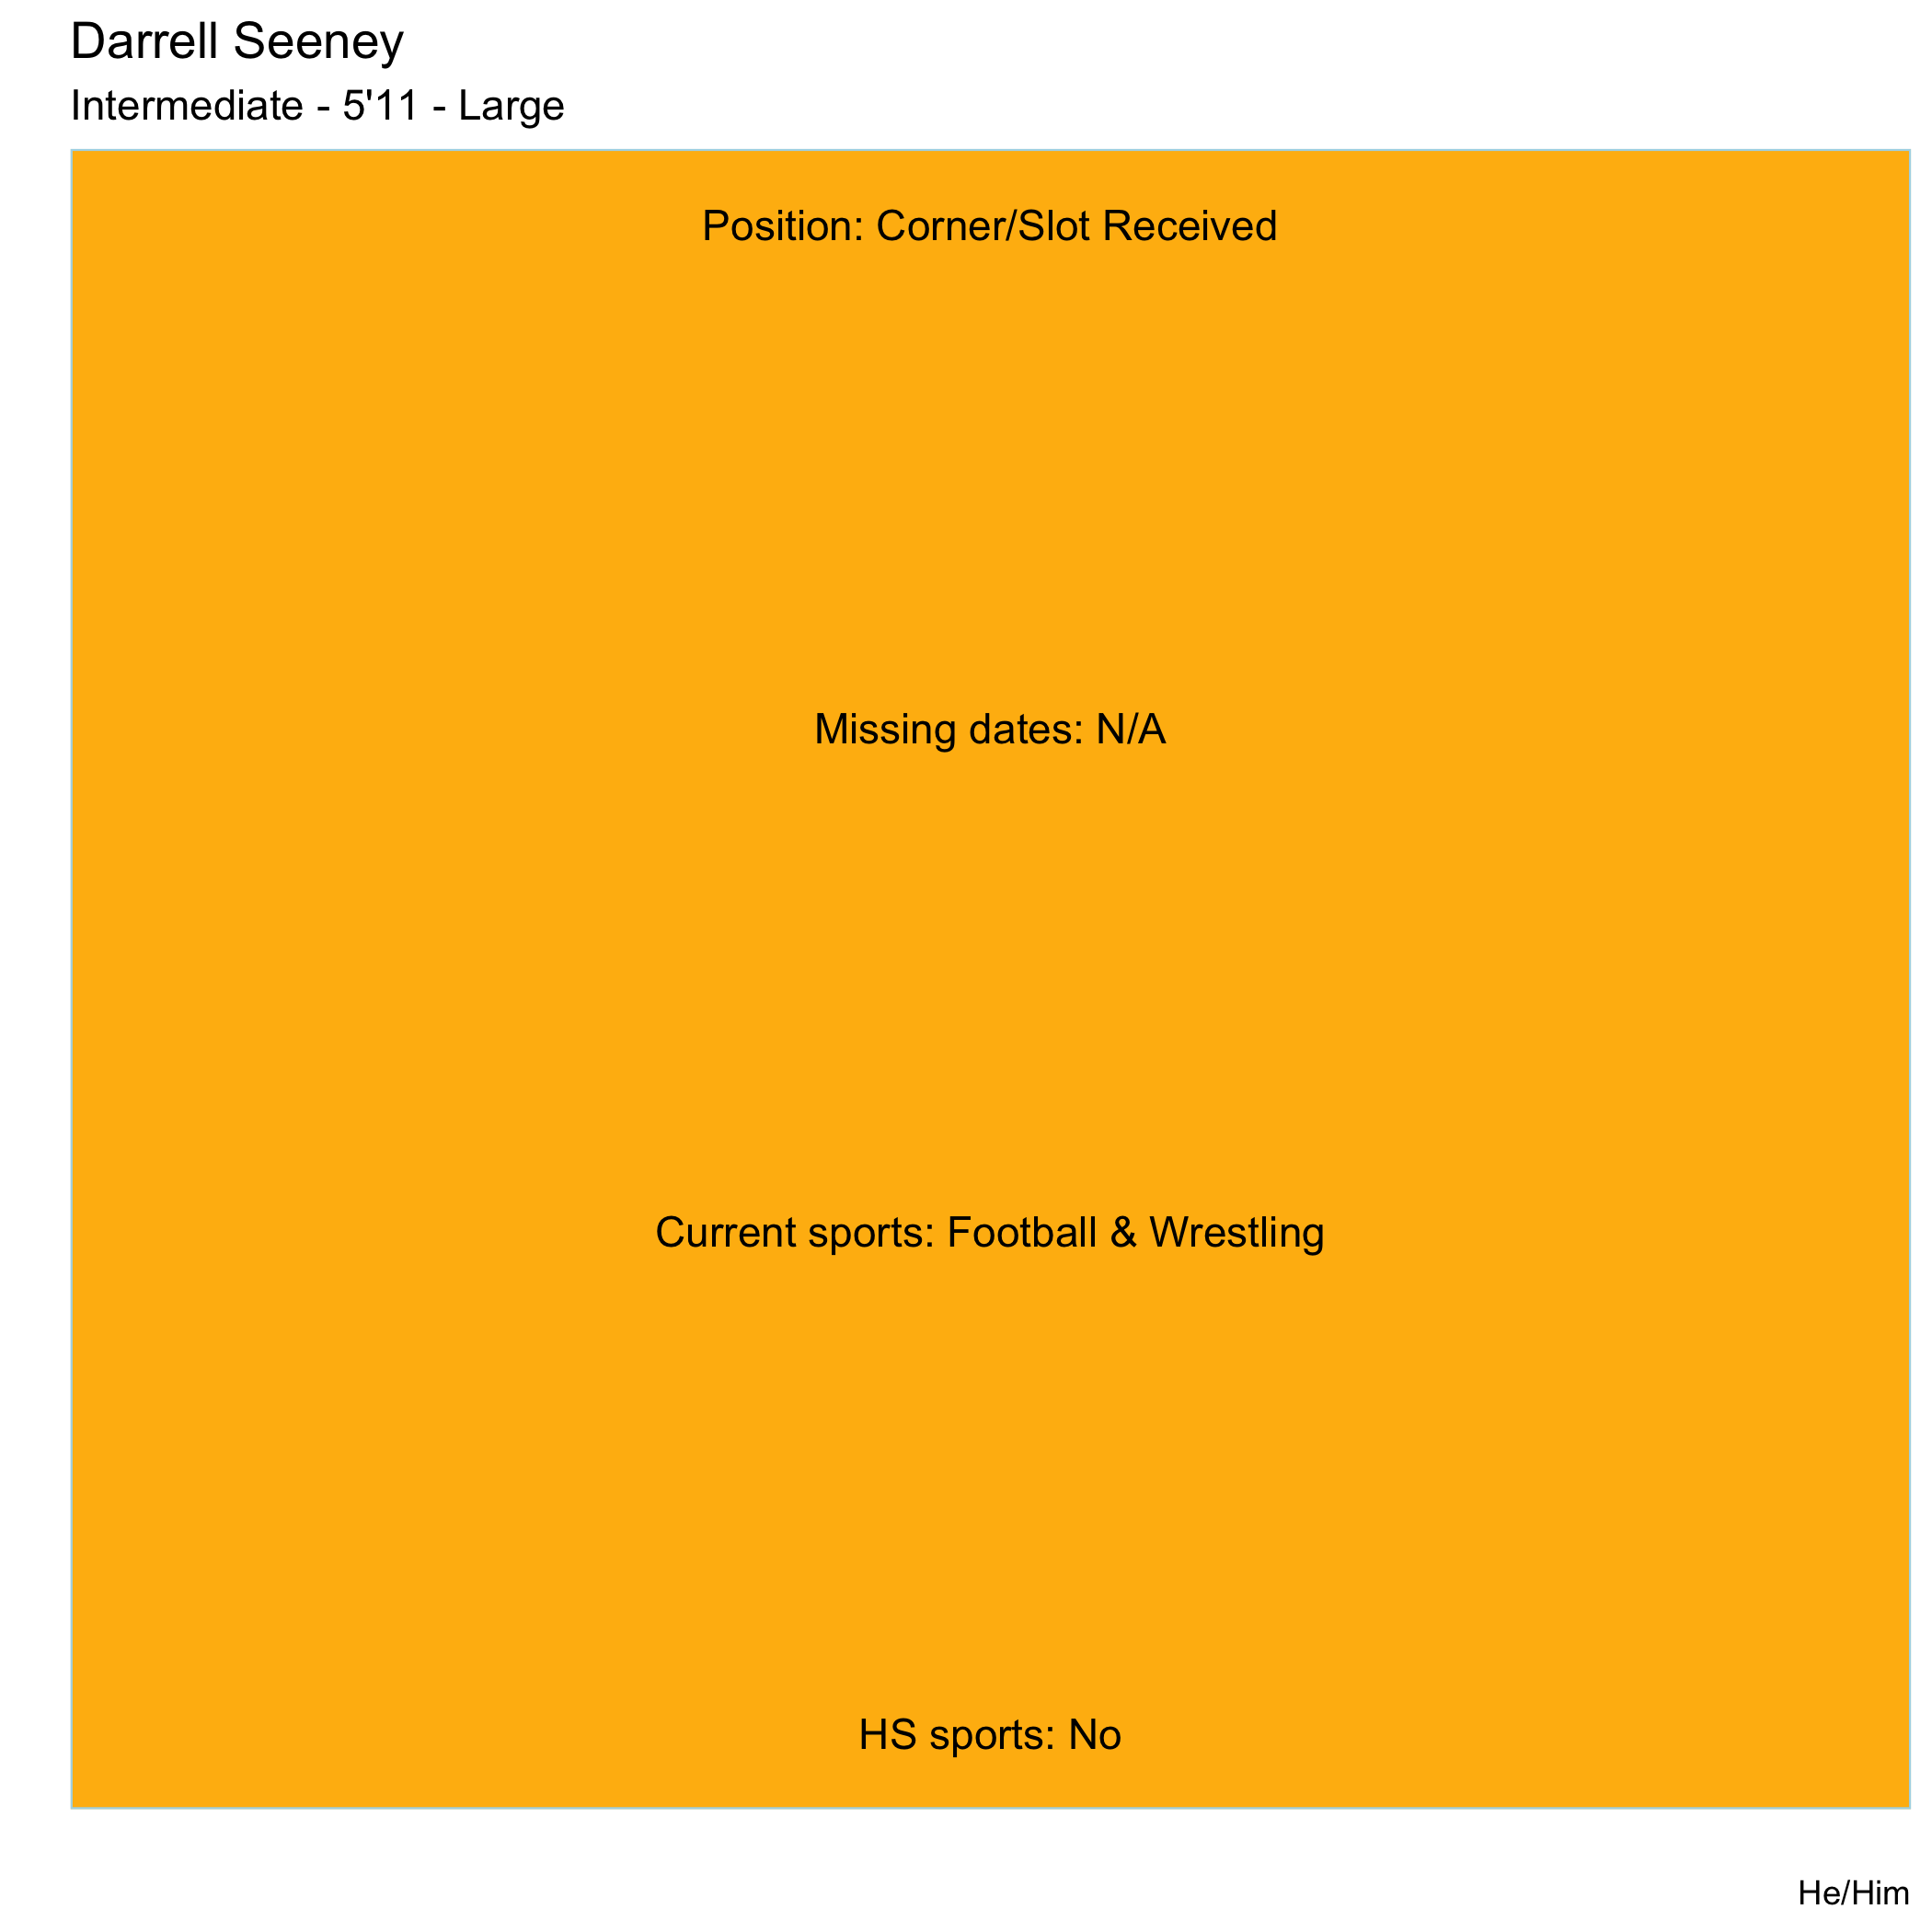 Darrell Seeney
Intermediate - 5'11 - Large
Position: Corner/Slot Received
Missing dates: N/A
Current sports: Football & Wrestling
HS sports: No
He/Him